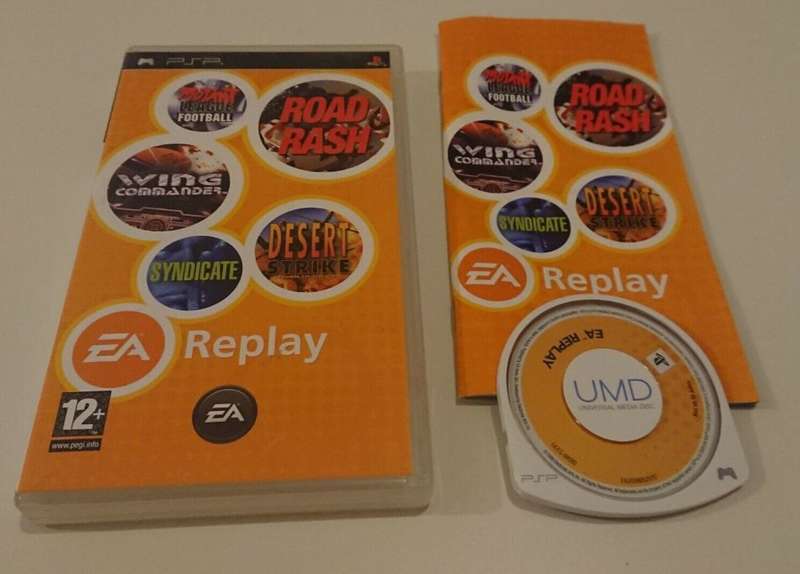 PSP
MUTANT
LEAGUE
FOOTBALL
ROAD
RASH
WING
COMMANDER
SYNDICATE
DESERT
STRIKE
EA
Replay
12+
www.pegi.info
EA
MUTANT
LEAGUE
FOOTBALL
ROAD
RASH
WING
COMMANDER
SYNDICATE
DESERT
STRIKE
EA
Replay
EA™ REPLAY
UMD
UNIVERSAL MEDIA DISC
PSP